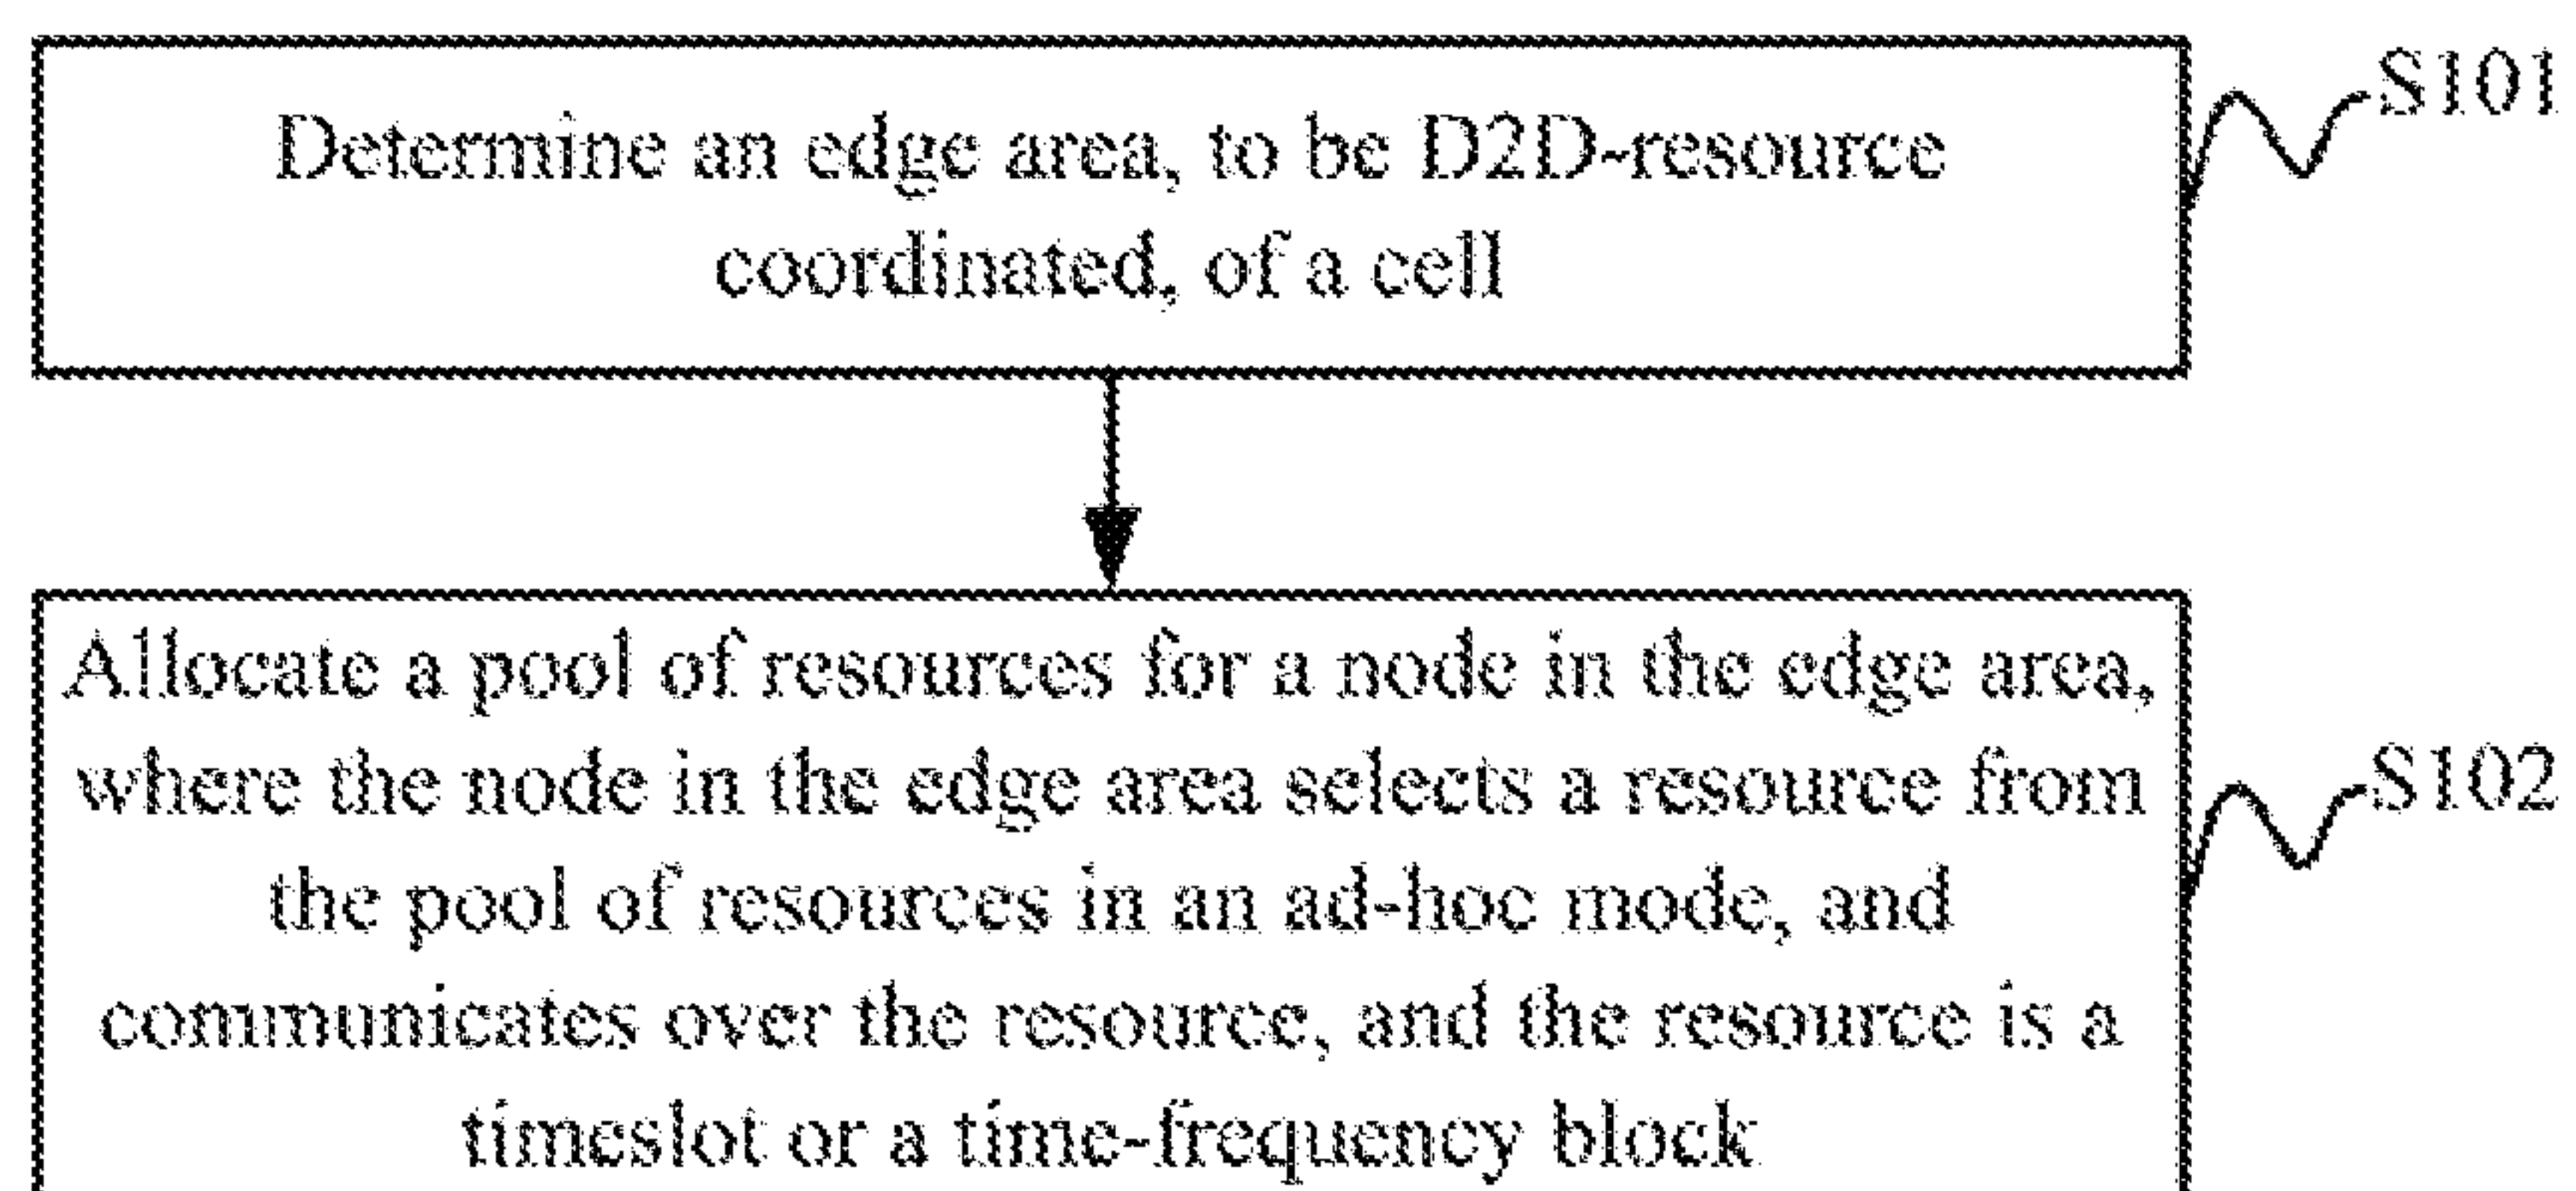 Determine an edge area, to be D2D-resource
coordinated, of a cell
S101
Allocate a pool of resources for a node in the edge area,
where the node in the edge area selects a resource from
the pool of resources in an ad-hoc mode, and
communicates over the resource, and the resource is a
timeslot or a time-frequency block
S102